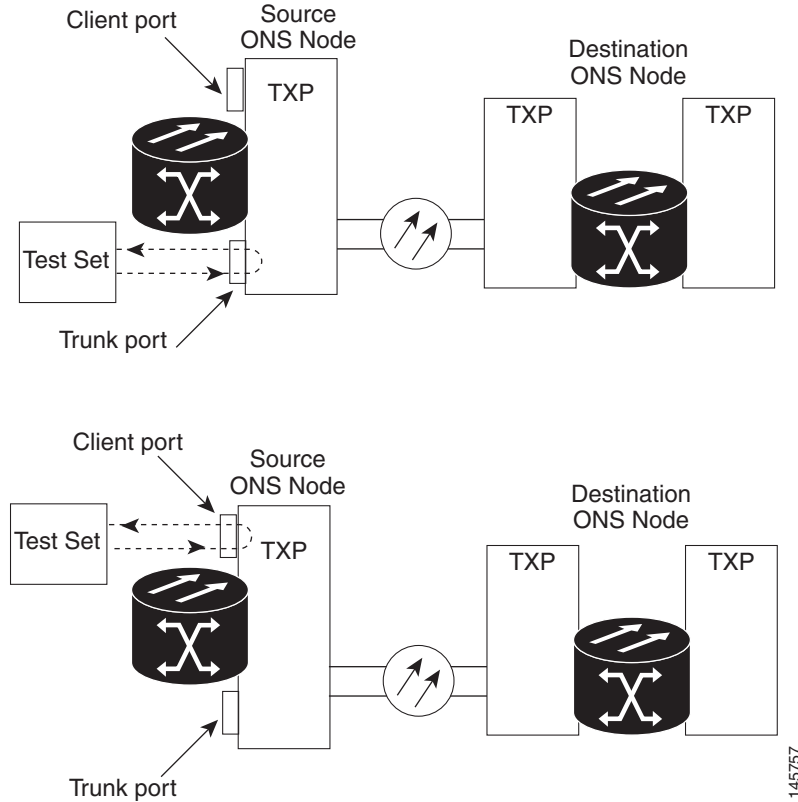 Client port
Source
ONS Node
Destination
ONS Node
TXP
TXP
TXP
Test Set
Trunk port
Client port
Source
ONS Node
Destination
ONS Node
Test Set
TXP
TXP
TXP
Trunk port
145757